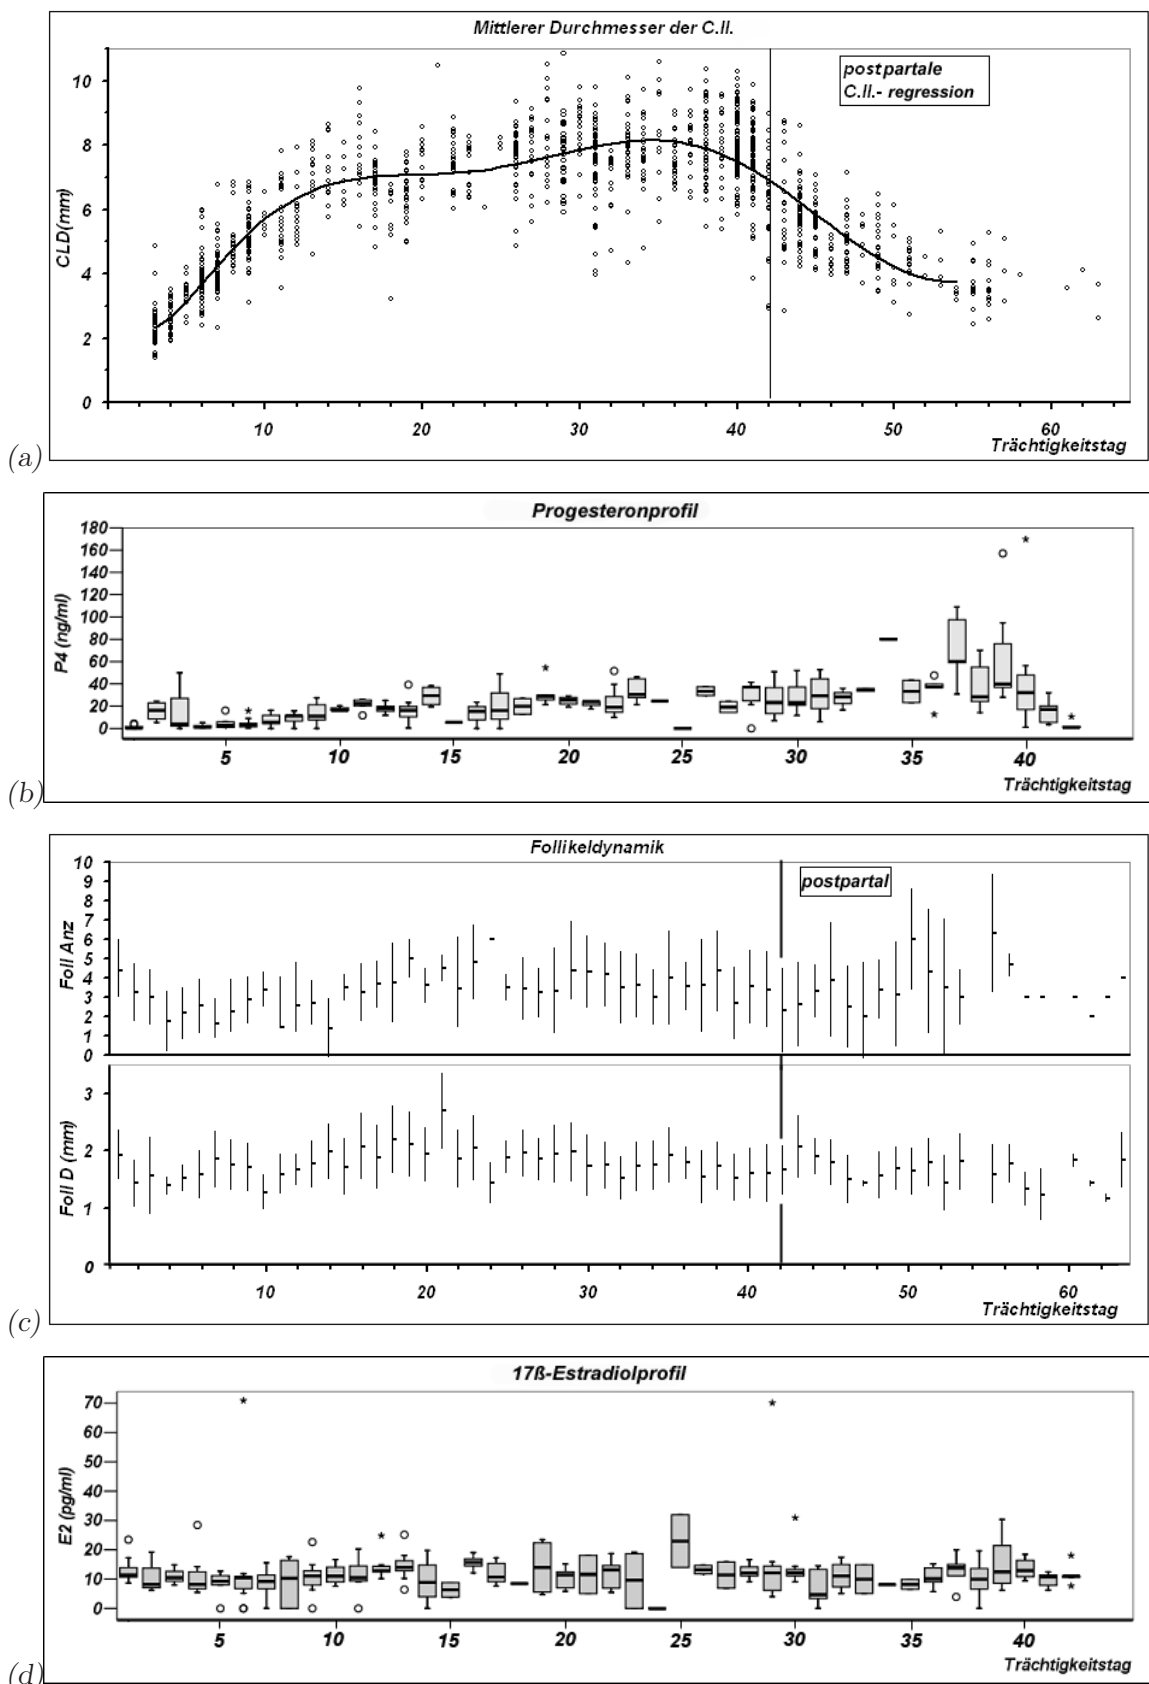 Mittlerer Durchmesser der C.ll.
postpartale
C.ll.- regression
10
8
6
4
2
0
CLD(mm)
10 20 30 40 50 60
Trächtigkeitstag
(a)
Progesteronprofil
180
160
140
120
100
80
60
40
20
0
P4 (ng/ml)
5 10 15 20 25 30 35 40
Trächtigkeitstag
(b)
Follikeldynamik
postpartal
10
9
8
7
6
5
4
3
2
1
0
Foll Anz
3
2
1
0
Foll D (mm)
10 20 30 40 50 60
Trächtigkeitstag
(c)
17ß-Estradiolprofil
70
60
50
40
30
20
10
0
E2 (pg/ml)
5 10 15 20 25 30 35 40
Trächtigkeitstag
(d)